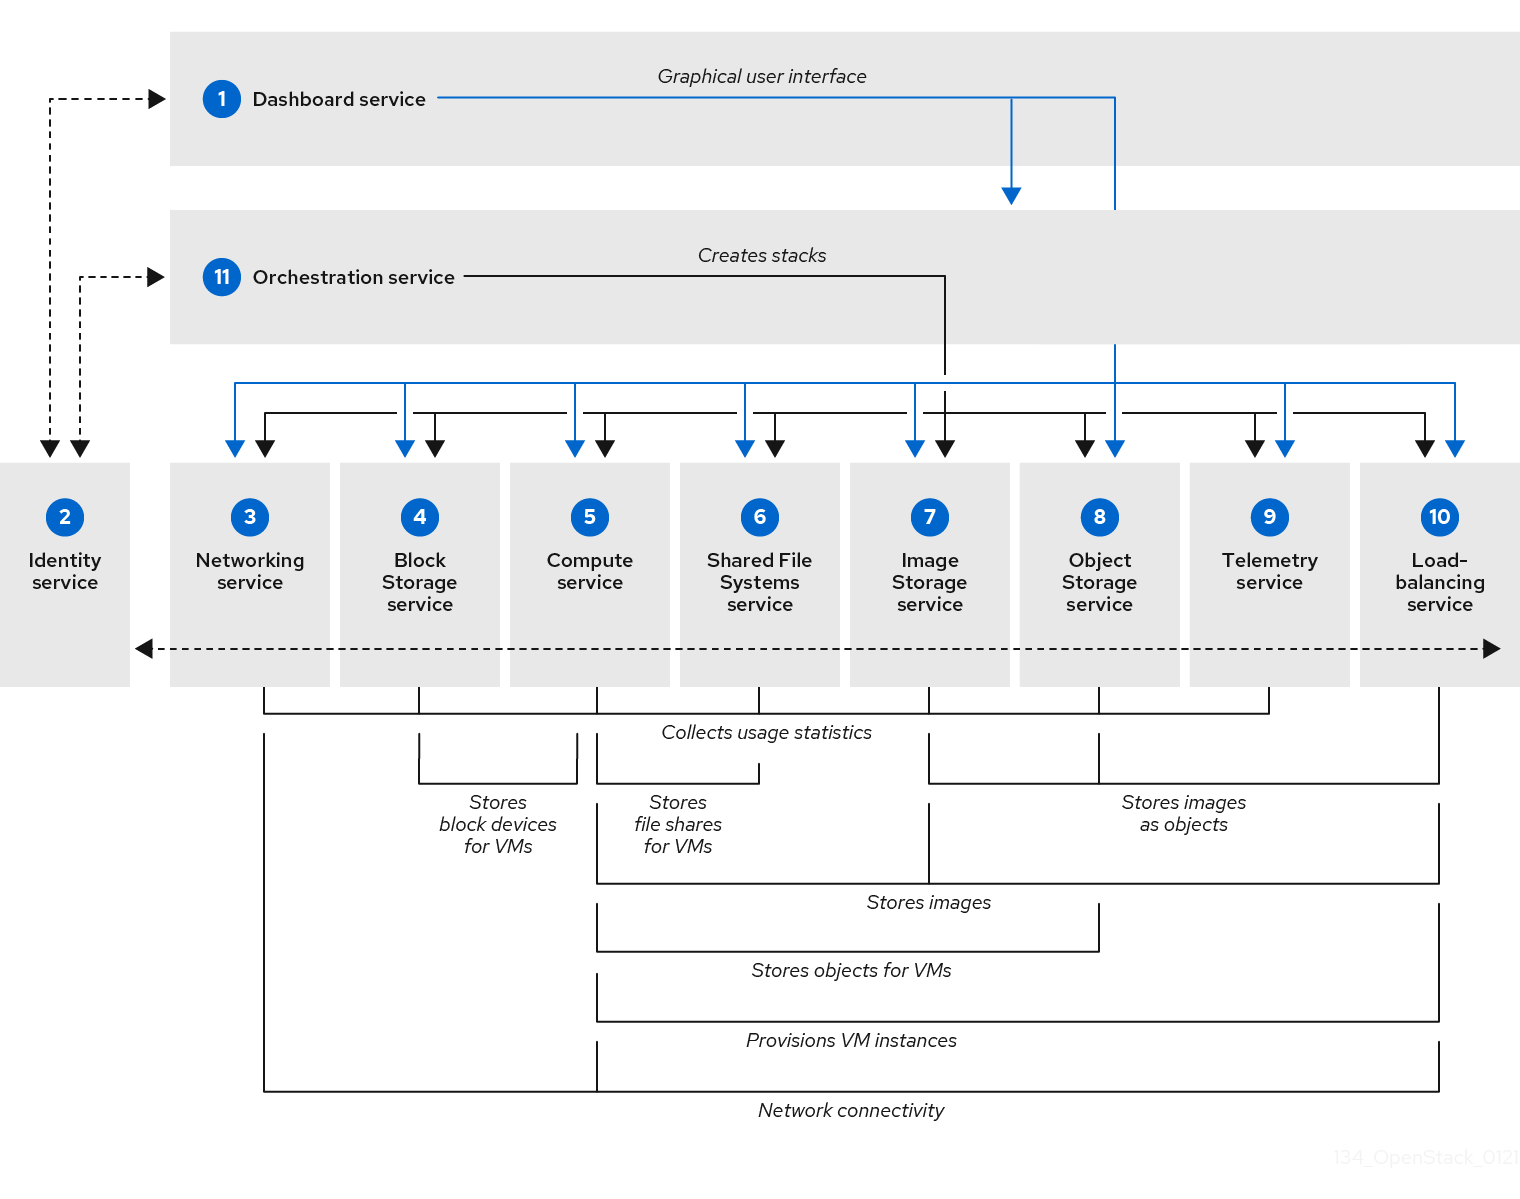 Graphical user interface
1 Dashboard service
Creates stacks
11 Orchestration service
2
Identity
service
3
Networking
service
4
Block
Storage
service
5
Compute
service
6
Shared File
Systems
service
7
Image
Storage
service
8
Object
Storage
service
9
Telemetry
service
10
Load-
balancing
service
Collects usage statistics
Stores
block devices
for VMs
Stores
file shares
for VMs
Stores images
as objects
Stores images
Stores objects for VMs
Provisions VM instances
Network connectivity
134_OpenStack_0121